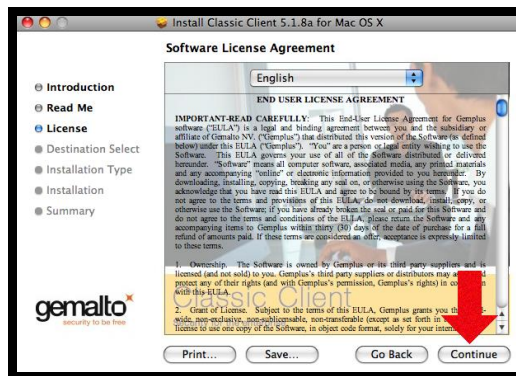 Install Classic Client 5.1.8a for Mac OS X
Software License Agreement
Introduction
Read Me
License
Destination Select
Installation Type
Installation
Summary
English
END USER LICENSE AGREEMENT
IMPORTANT-READ CAREFULLY: This End-User License Agreement for Gemplus
software ("EULA") is a legal and binding agreement between you and the subsidiary or
affiliate of Gemalto NV. ("Gemplus") that distributed this version of the Software (as defined
below) under this EULA ("Gemplus"). "You" are a person or legal entity wishing to use the
Software. This EULA governs your use of all of the Software distributed or delivered
hereunder. "Software" means all computer software, associated media, any printed materials
and any accompanying "online" or electronic information provided to you hereunder. By
downloading, installing, copying, breaking any seal on, or otherwise using the Software, you
acknowledge that you have read this EULA and agree to be bound by its terms. If you do
not agree to the terms and provisions of this EULA, do not download, install, copy, or
otherwise use the Software; if you have already broken the seal or paid for this Software and
do not agree to the terms and conditions of the EULA, please return the Software and any
accompanying items to Gemplus within thirty (30) days of the date of purchase for a full
refund of amounts paid. If these terms are considered an offer, acceptance is expressly limited
to these terms.
1. Ownership. The Software is owned by Gemplus or its third party suppliers and is
licensed (and not sold) to you. Gemplus's third party suppliers or distributors may
protect any of their rights (and with Gemplus's permission, Gemplus's rights) in
with this EULA.
Classic Client
2. Grant of License. Subject to the terms of this EULA, Gemplus grants you
wide, non-exclusive, non-sublicensable, non-transferable (except as set forth in
license to use one copy of the Software, in object code format, solely for your
gemalto
security to be free
Print...
Save...
Go Back
Continue